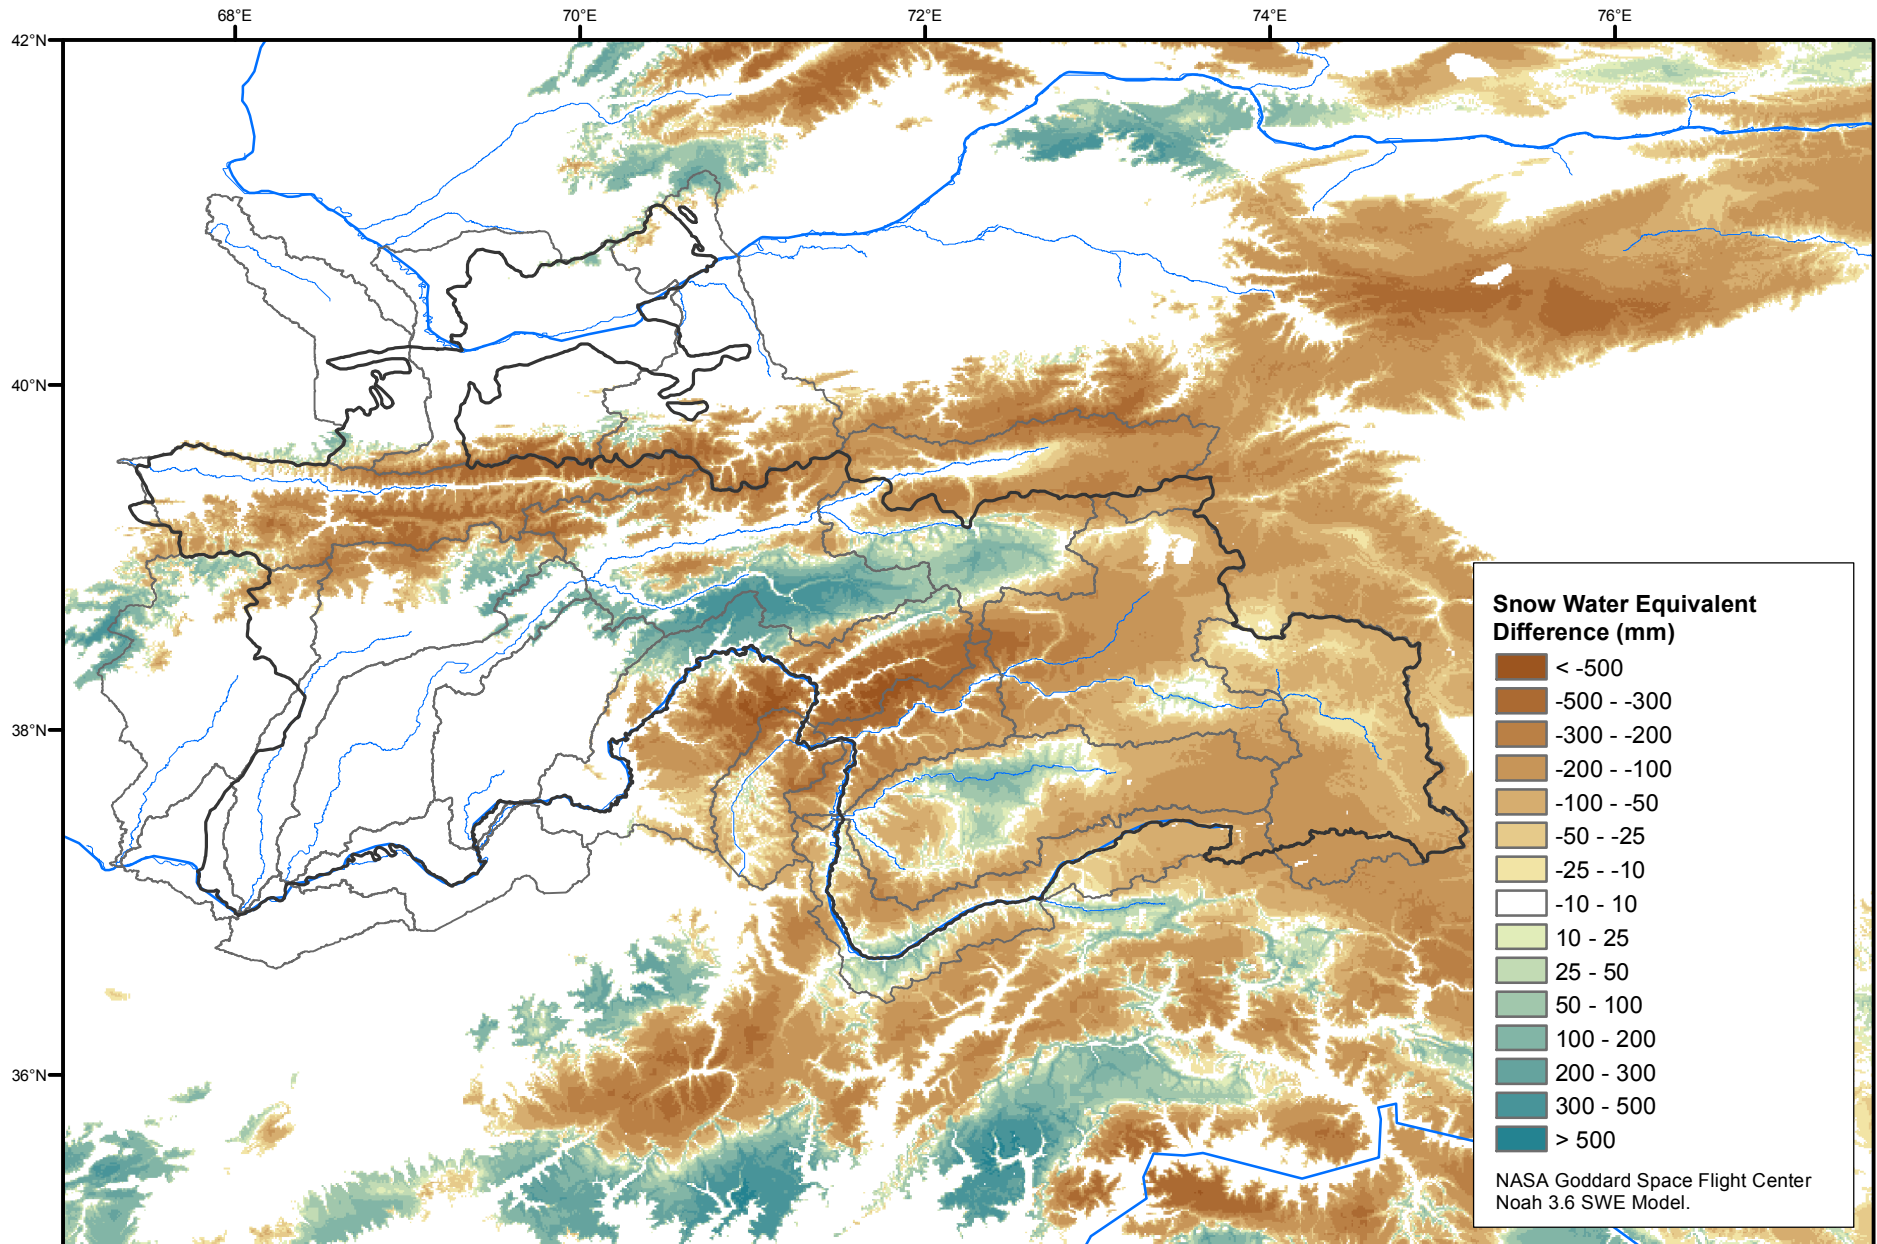 68°E
70°E
72°E
74°E
76°E
42°N
40°N
38°N
36°N
Snow Water Equivalent
Difference (mm)
< -500
-500 - -300
-300 - -200
-200 - -100
-100 - -50
-50 - -25
-25 - -10
-10 - 10
10 - 25
25 - 50
50 - 100
100 - 200
200 - 300
300 - 500
> 500
NASA Goddard Space Flight Center
Noah 3.6 SWE Model.